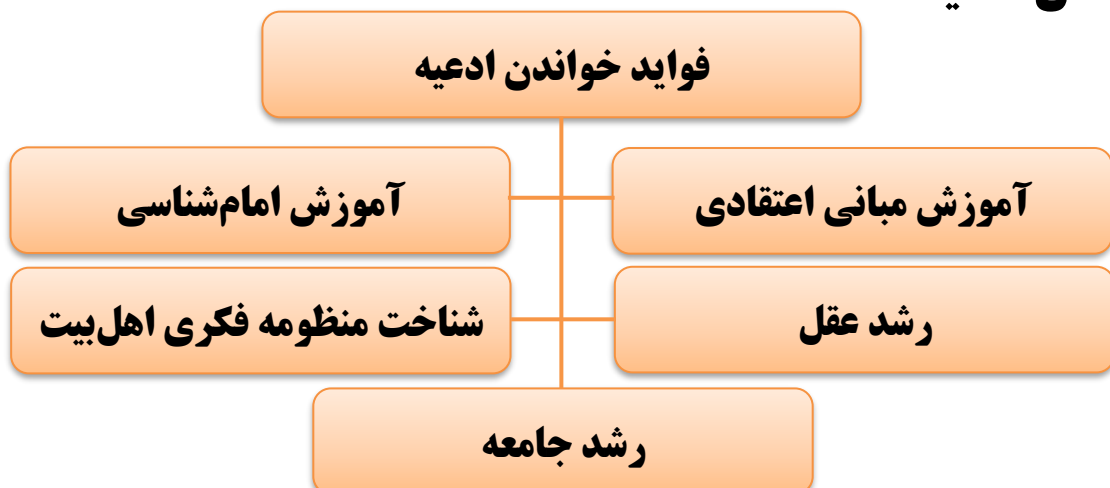 فواید خواندن ادعیه
آموزش مبانی اعتقادی
آموزش امام‌شناسی
رشد عقل
شناخت منظومه فکری اهل‌بیت
رشد جامعه